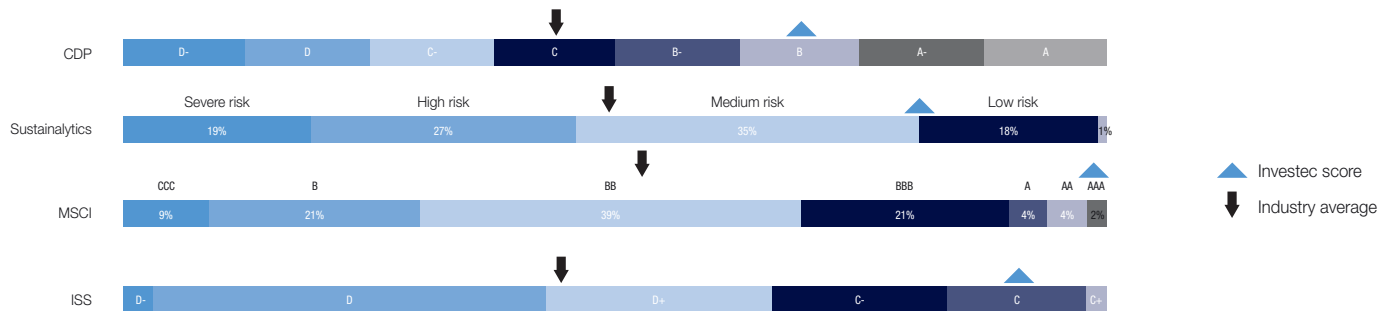 CDP
D-
D
C-
C
B-
B
A-
A
Severe risk
High risk
Medium risk
Low risk
Sustainalytics
19%
27%
35%
18%
1%
CCC
B
BB
BBB
A
AA
AAA
MSCI
9%
21%
39%
21%
4%
4%
2%
ISS
D-
D
D+
C-
C
C+
Investec score
Industry average